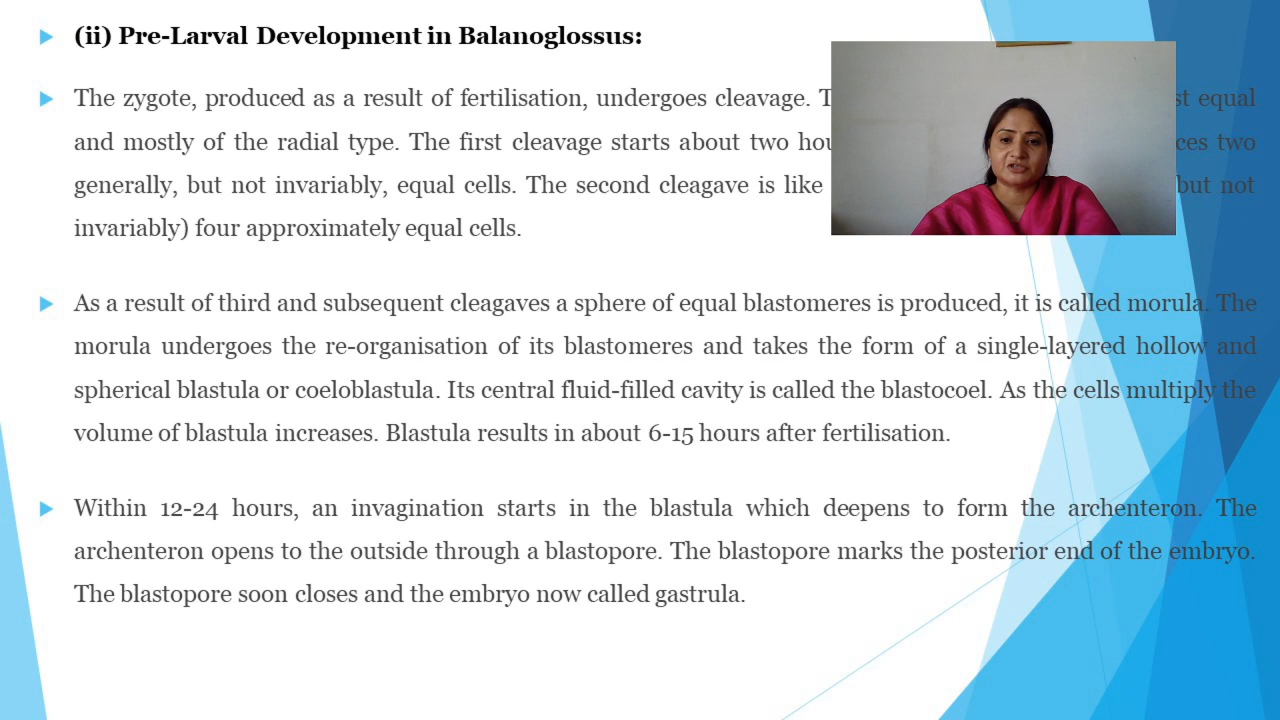 (ii) Pre-Larval Development in Balanoglossus:
The zygote, produced as a result of fertilisation, undergoes cleavage. equal
and mostly of the radial type. The first cleavage starts about two two
generally, but not invariably, equal cells. The second cleagave is like but not
invariably) four approximately equal cells.
As a result of third and subsequent cleagaves a sphere of equal blastomeres is produced, it is called morula. The
morula undergoes the re-organisation of its blastomeres and takes the form of a single-layered hollow and
spherical blastula or coeloblastula. Its central fluid-filled cavity is called the blastocoel. As the cells multiply the
volume of blastula increases. Blastula results in about 6-15 hours after fertilisation.
Within 12-24 hours, an invagination starts in the blastula which deepens to form the archenteron. The
archenteron opens to the outside through a blastopore. The blastopore marks the posterior end of the embryo.
The blastopore soon closes and the embryo now called gastrula.